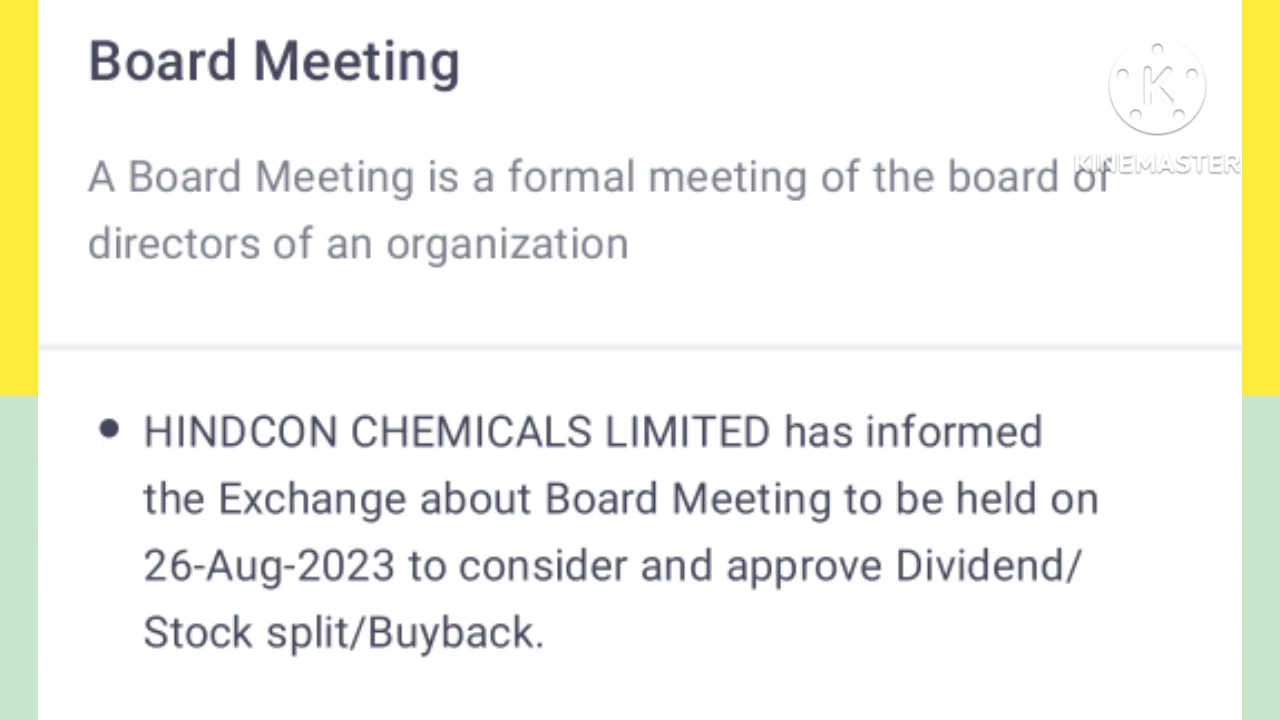 Board Meeting
K
KINEMASTER
A Board Meeting is a formal meeting of the board of
directors of an organization
HINDCON CHEMICALS LIMITED has informed
the Exchange about Board Meeting to be held on
26-Aug-2023 to consider and approve Dividend/
Stock split/Buyback.